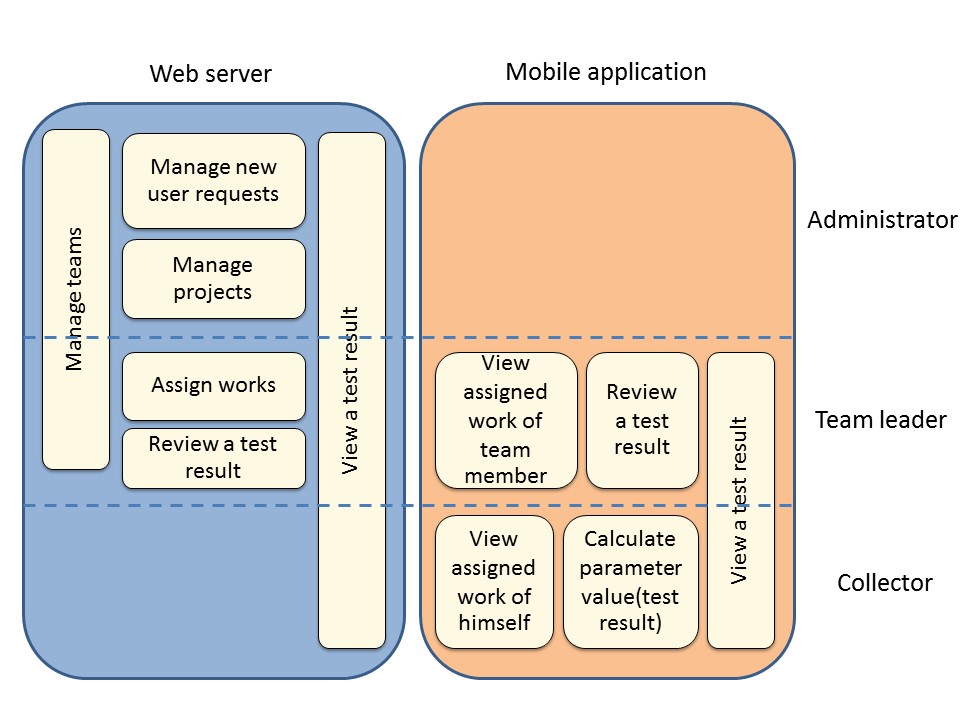 Web server
Mobile application
Manage teams
Manage new
user requests
Manage
projects
Assign works
Review a test
result
View a test result
View
assigned
work of
team
member
Review
a test
result
View a test result
View
assigned
work of
himself
Calculate
parameter
value(test
result)
Administrator
Team leader
Collector